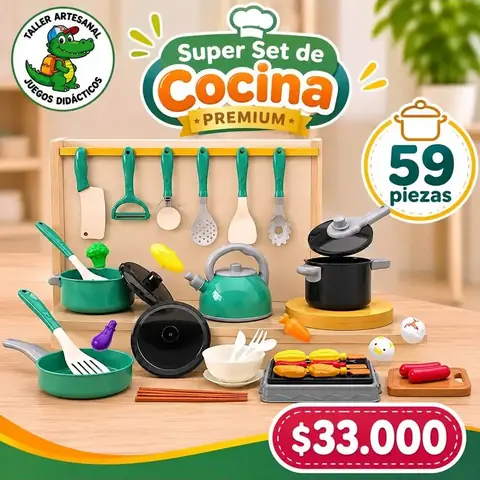 TALLER ARTESANAL
JUEGOS DIDÁCTICOS
Super Set de
Cocina
PREMIUM
59
piezas
$33.000